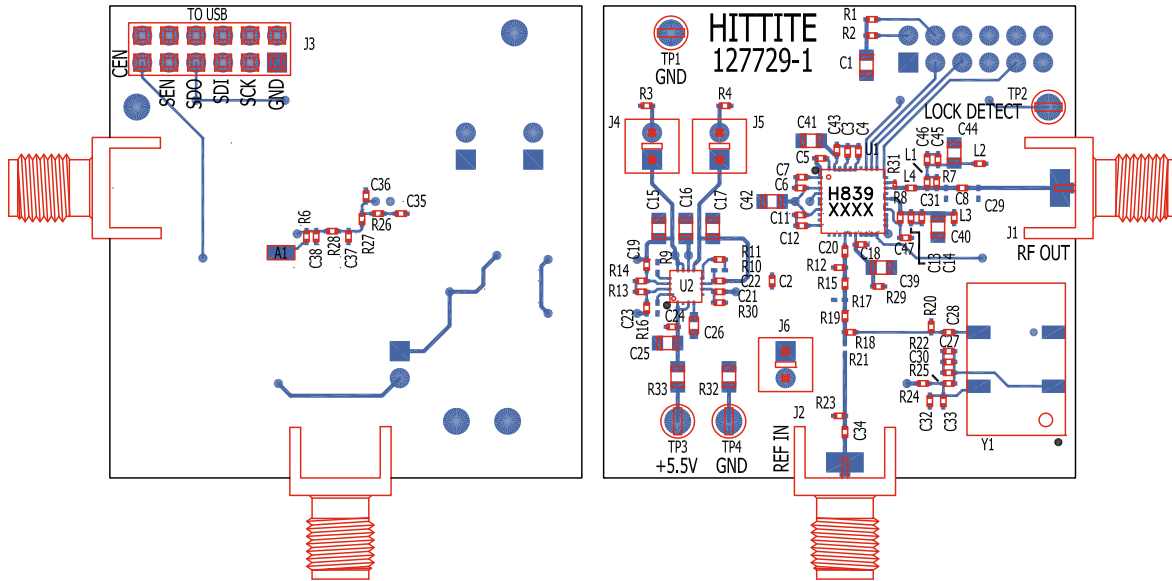 TO USB
J3
CEN
SEN
SDO
SDI
SCK
GND
C36
C35
R26
R27
R6
R28
C38
C37
A1
HITTITE
127729-1
TP1
GND
R1
R2
C1
TP2
LOCK DETECT
R3
R4
J4
J5
C41
C43
C3
C4
U1
C5
C7
C6
C42
C11
C12
H839
XXXX
R31
C46
C45
C44
L1
L2
L4
R7
R8
C31
C8
C29
L3
C47
C13
C14
C40
J1
RF OUT
C15
C16
C17
C19
R9
R11
R10
R14
R13
U2
C22
C21
R30
C23
R16
C24
C25
C26
C2
C20
R12
R15
C18
C39
R29
R17
R19
R18
R21
J6
R20
C28
R22
C27
C30
R25
R24
C32
C33
Y1
R33
R32
TP3
+5.5V
TP4
GND
REF IN
J2
R23
C34